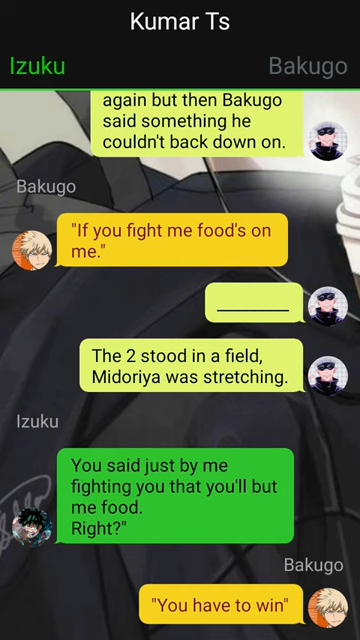 Kumar Ts
Izuku
Bakugo
again but then Bakugo
said something he
couldn't back down on.
Bakugo
"If you fight me food's on
me."
The 2 stood in a field,
Midoriya was stretching.
Izuku
You said just by me
fighting you that you'll but
me food.
Right?"
Bakugo
"You have to win"